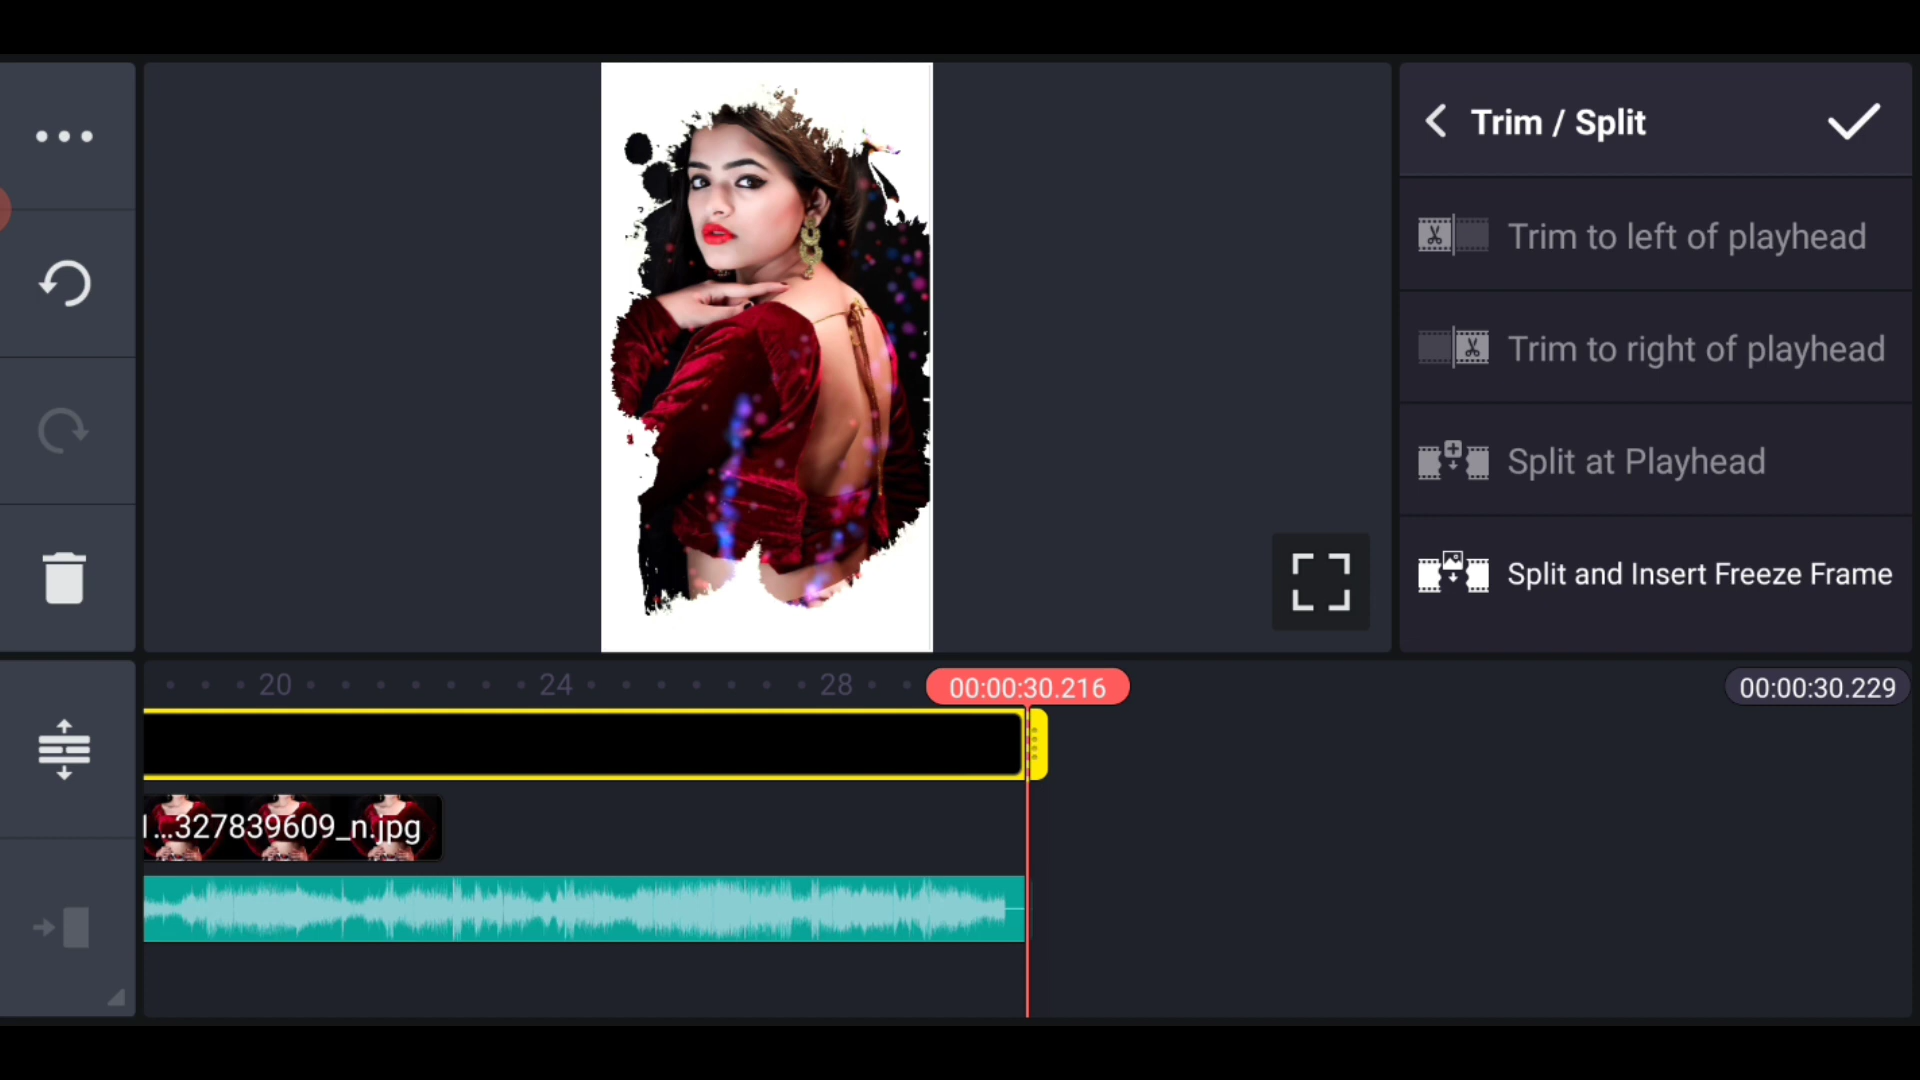 Trim / Split
Trim to left of playhead
Trim to right of playhead
Split at Playhead
Split and Insert Freeze Frame
20
24
28
00:00:30.216
00:00:30.229
1...327839609_n.jpg